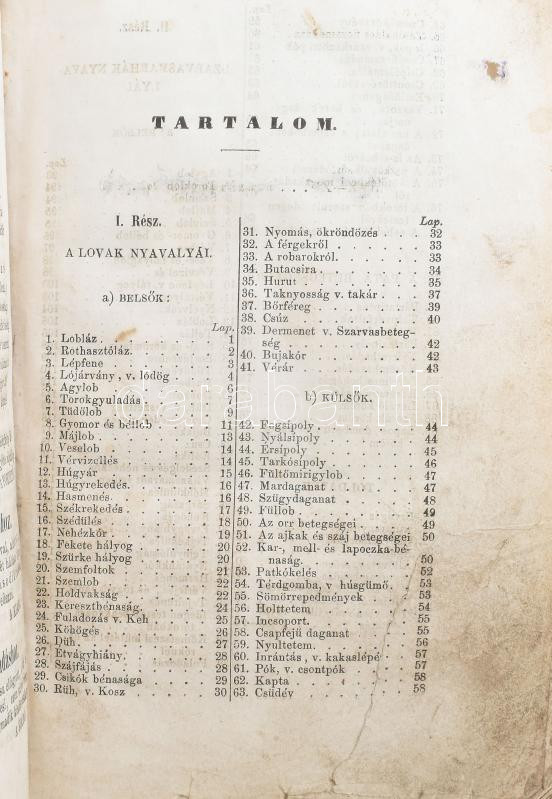 TARTALOM.
I. Rész.
A LOVAK NYAVALYÁI.
a) BELSŐK:
Lap.
1. Lobláz . . . 1
2. Rothasztóláz. . . . 2
3. Lépfene . . . 3
4. Lójárvány, v. lódög . . . 4
5. Agylob . . . 6
6. Torokgyuladás . . . 7
7. Tüdőlob . . . 9
8. Gyomor és béllob . . . 11
9. Májlob . . . 13
10. Veselob . . . 14
11. Vérvizellés . . . 14
12. Húgyár . . . 15
13. Húgyrekedés . . . 16
14. Hasmenés . . . 16
15. Székrekedés . . . 17
16. Szédülés . . . 18
17. Nehézkór . . . 19
18. Fekete hályog . . . 20
19. Szürke hályog . . . 20
20. Szemfoltok . . . 21
21. Szemlob . . . 22
22. Holdvakság . . . 22
23. Keresztbénaság. . . . 24
24. Fuladozás v. Keh . . . 25
25. Köhögés . . . 26
26. Düh . . . 26
27. Étvágyhiány. . . . 28
28. Szájfájás . . . 28
29. Csikók bénasága . . . 29
30. Rüh, v. Kosz . . . 30
Lap.
31. Nyomás, ökröndözés . . . 32
32. A férgekről . . . 33
33. A robarokról. . . . 33
34. Butacsira . . . 34
35. Hurut . . . 35
36. Taknyosság v. takár . . . 37
37. Bőrféreg . . . 38
38. Csúz . . . 40
39. Dermenet v. Szarvasbeteg-
ség . . . 42
40. Bujakór . . . 42
41. Vérár . . . 43
b) KÜLSŐK.
42. Fogsipoly . . . 44
43. Nyálsipoly . . . 44
44. Érsipoly . . . 45
45. Tarkósipoly . . . 46
46. Fültőmirigylob . . . 47
47. Mardaganat . . . 47
48. Szügydaganat . . . 48
49. Füllob . . . 49
50. Az orr betegségei . . . 49
51. Az ajkak és száj betegségei 50
52. Kar-, mell- és lapoczka-bé-
naság. . . . 50
53. Patkókelés . . . 52
54. Térdgomba, v húsgümő. . . . 53
55. Sömörrepedmények . . . 53
56. Holttetem . . . 54
57. Incsoport. . . . 55
58. Csapfejü daganat . . . 55
59. Nyultetem. . . . 56
60. Inrántás, v. kakaslépé . . . 57
61. Pók, v. csontpók . . . 57
62. Kapta . . . 58
63. Csüdév . . . 58
darabanth